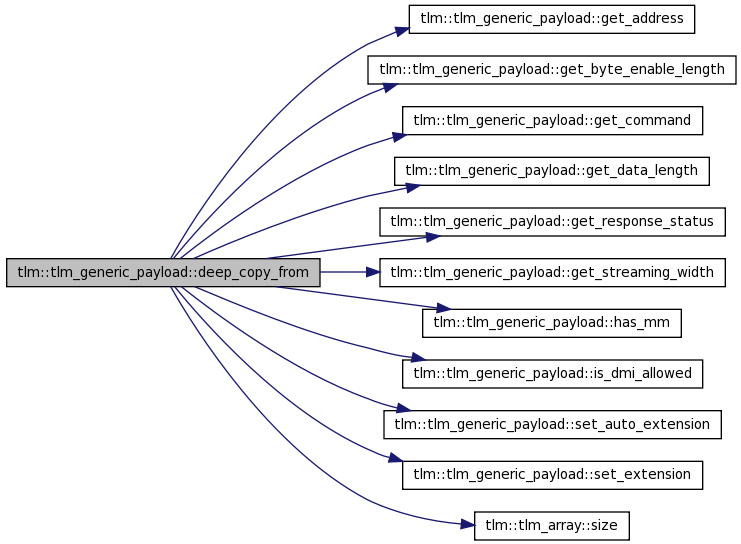 tlm::tlm_generic_payload::get_address
tlm::tlm_generic_payload::get_byte_enable_length
tlm::tlm_generic_payload::get_command
tlm::tlm_generic_payload::get_data_length
tlm::tlm_generic_payload::get_response_status
tlm::tlm_generic_payload::deep_copy_from
tlm::tlm_generic_payload::get_streaming_width
tlm::tlm_generic_payload::has_mm
tlm::tlm_generic_payload::is_dmi_allowed
tlm::tlm_generic_payload::set_auto_extension
tlm::tlm_generic_payload::set_extension
tlm::tlm_array::size